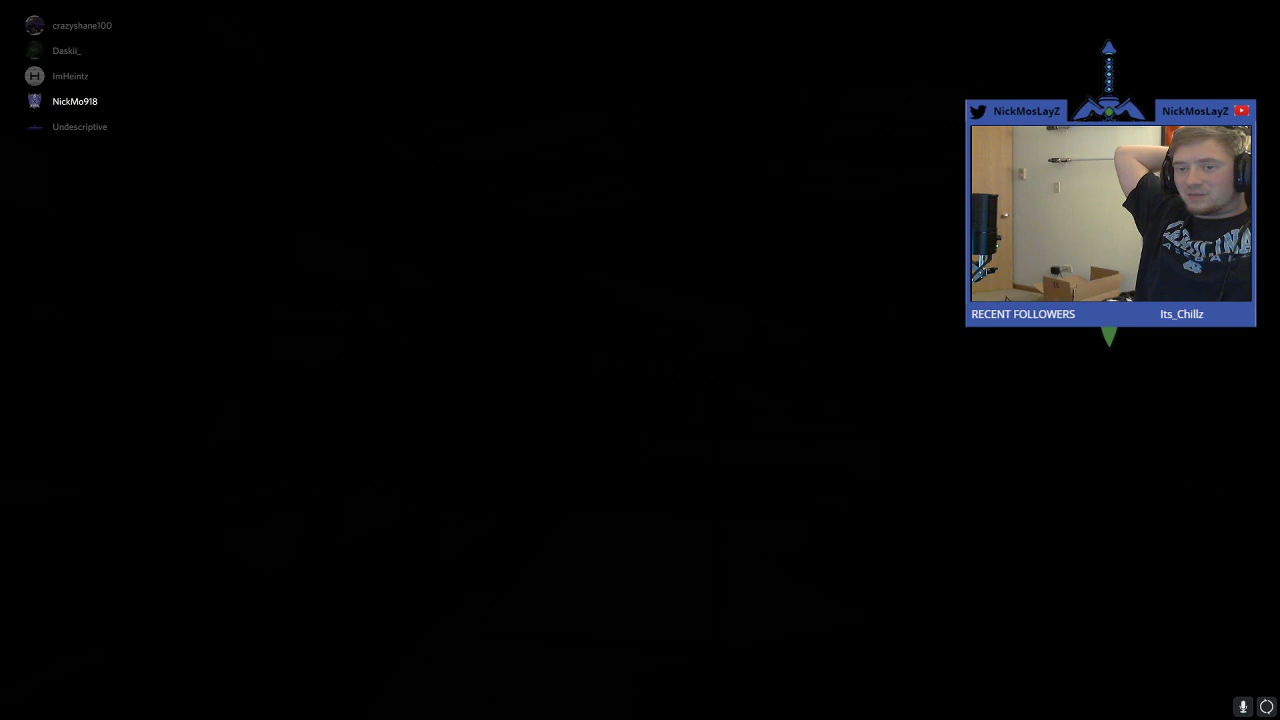 crazyshane100
Daskii_
ImHeintz
NickMo918
Undescriptive
NickMosLayZ
NickMosLayZ
RECENT FOLLOWERS
Its_Chillz